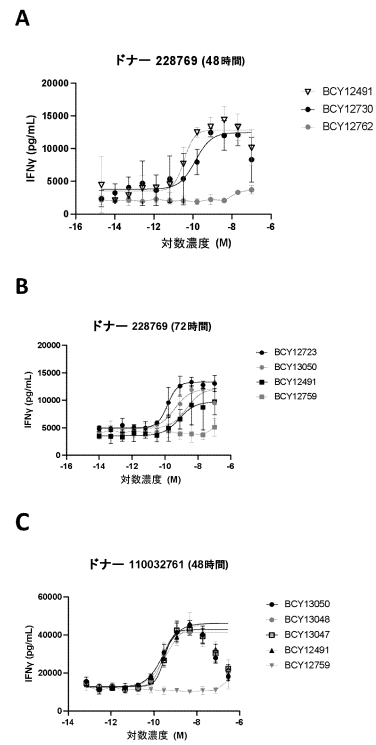 A
ドナー 228769 (48時間)
20000
15000
10000
5000
0
IFNγ (pg/mL)
-16
-14
-12
-10
-8
-6
対数濃度 (M)
BCY12491
BCY12730
BCY12762
B
ドナー 228769 (72時間)
20000
15000
10000
5000
0
IFNγ (pg/mL)
-16
-14
-12
-10
-8
-6
対数濃度 (M)
BCY12723
BCY13050
BCY12491
BCY12759
C
ドナー 110032761 (48時間)
60000
40000
20000
0
IFNγ (pg/mL)
-14
-12
-10
-8
-6
対数濃度 (M)
BCY13050
BCY13048
BCY13047
BCY12491
BCY12759